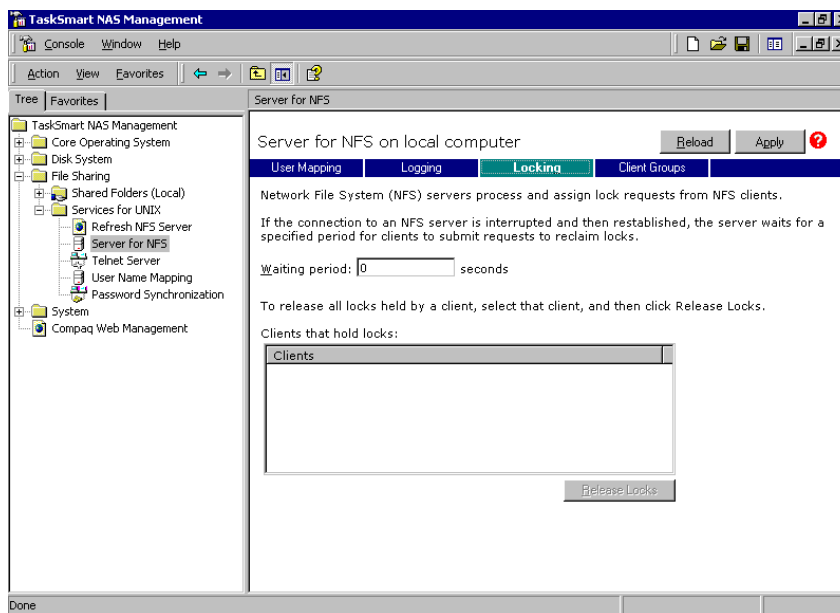 TaskSmart NAS Management
Console Window Help
Action View Favorites
Tree Favorites
Server for NFS
TaskSmart NAS Management
Core Operating System
Disk System
File Sharing
Shared Folders (Local)
Services for UNIX
Refresh NFS Server
Server for NFS
Telnet Server
User Name Mapping
Password Synchronization
System
Compaq Web Management
Server for NFS on local computer
Reload Apply
User Mapping Logging Locking Client Groups
Network File System (NFS) servers process and assign lock requests from NFS clients.
If the connection to an NFS server is interrupted and then restablished, the server waits for a
specified period for clients to submit requests to reclaim locks.
Waiting period: 0 seconds
To release all locks held by a client, select that client, and then click Release Locks.
Clients that hold locks:
Clients
Release Locks
Done